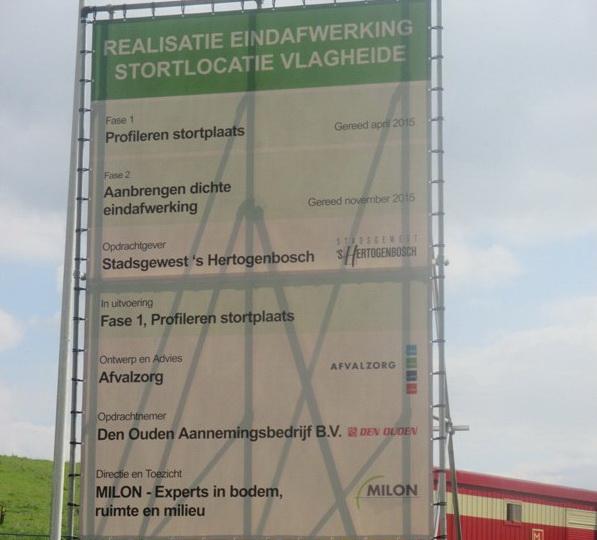 REALISATIE EINDAFWERKING
STORTLOCATIE VLAGHEIDE
Fase 1
Profileren stortplaats
Gereed april 2015
Fase 2
Aanbrengen dichte
eindafwerking
Gereed november 2015
Opdrachtgever
Stadsgewest 's Hertogenbosch
STADSGEWEST
'S HERTOGENBOSCH
In uitvoering
Fase 1, Profileren stortplaats
Ontwerp en Advies
Afvalzorg
AFVALZORG
Opdrachtnemer
Den Ouden Aannemingsbedrijf B.V.
DEN OUDEN
Directie en Toezicht
MILON - Experts in bodem,
ruimte en milieu
MILON
M